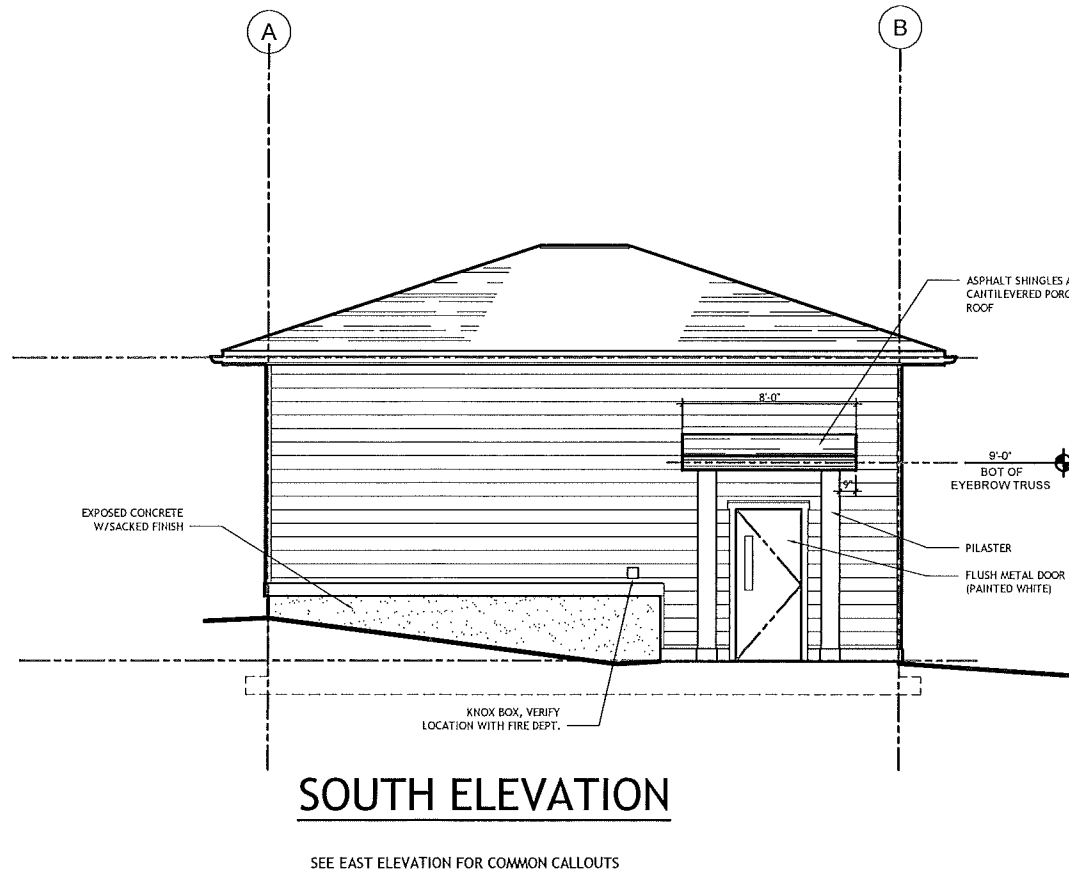 A
B
ASPHALT SHINGLES A
CANTILEVERED PORC
ROOF
8'-0"
9'-0"
BOT OF
EYEBROW TRUSS
9"
EXPOSED CONCRETE
W/SACKED FINISH
PILASTER
FLUSH METAL DOOR
(PAINTED WHITE)
KNOX BOX, VERIFY
LOCATION WITH FIRE DEPT.
SOUTH ELEVATION
SEE EAST ELEVATION FOR COMMON CALLOUTS